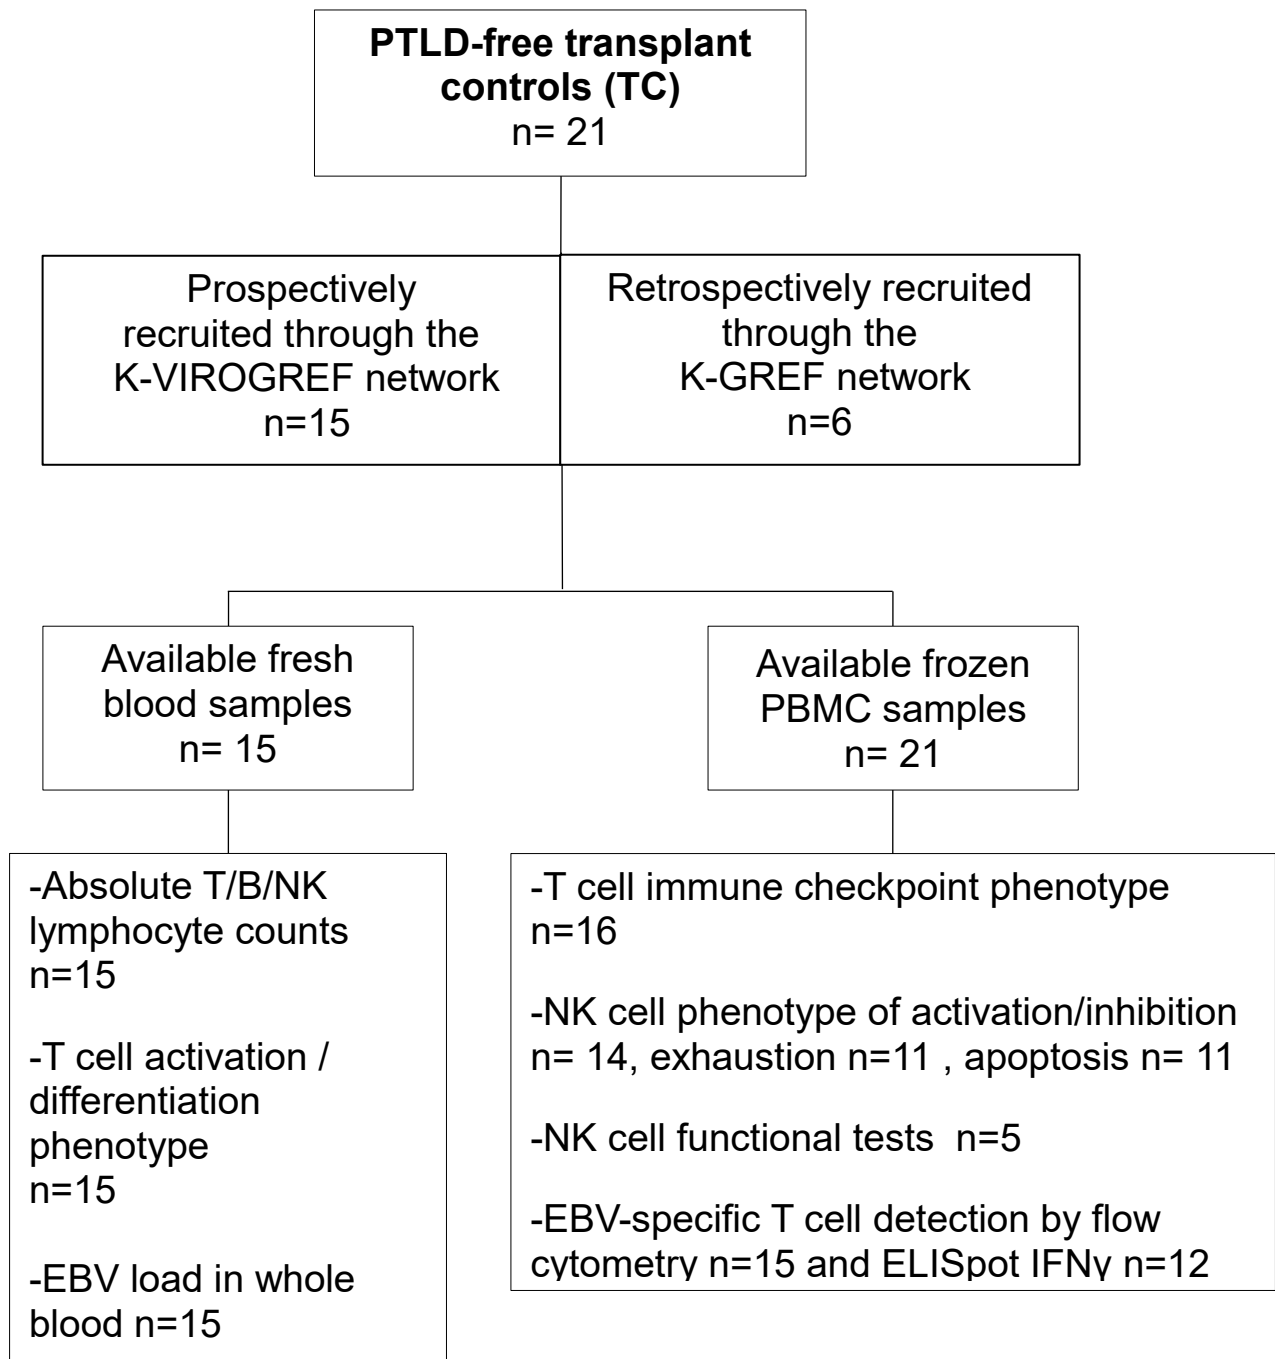 PTLD-free transplant
controls (TC)
n= 21
Prospectively
recruited through the
K-VIROGREF network
n=15
Retrospectively recruited
through the
K-GREF network
n=6
Available fresh
blood samples
n= 15
Available frozen
PBMC samples
n= 21
-Absolute T/B/NK
lymphocyte counts
n=15
-T cell activation /
differentiation
phenotype
n=15
-EBV load in whole
blood n=15
-T cell immune checkpoint phenotype
n=16
-NK cell phenotype of activation/inhibition
n= 14, exhaustion n=11 , apoptosis n= 11
-NK cell functional tests  n=5
-EBV-specific T cell detection by flow
cytometry n=15 and ELISpot IFNγ n=12